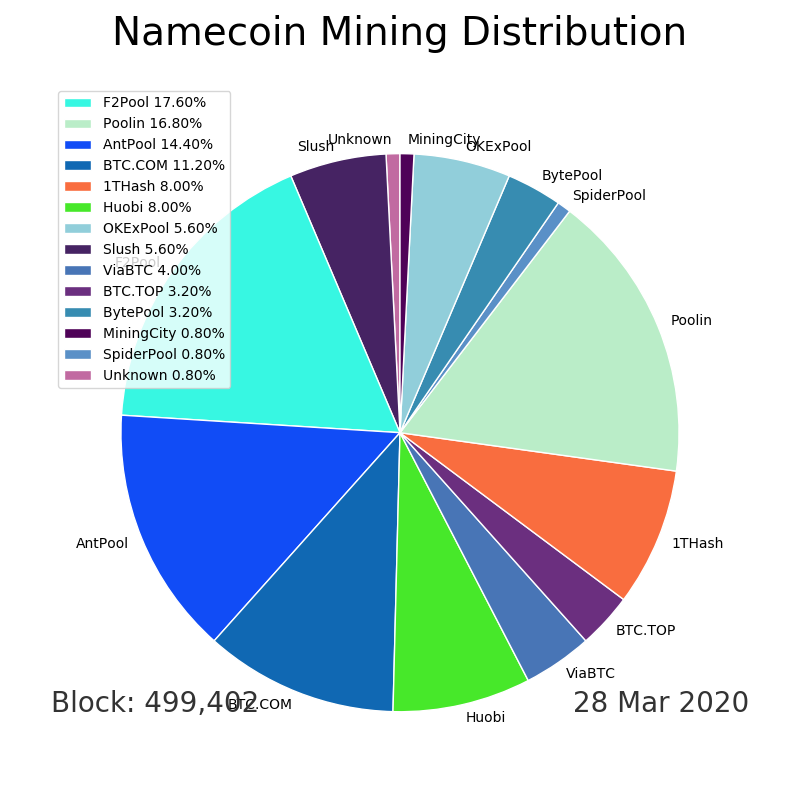 Namecoin Mining Distribution
F2Pool 17.60%
Poolin 16.80%
AntPool 14.40%
BTC.COM 11.20%
1THash 8.00%
Huobi 8.00%
OKExPool 5.60%
Slush 5.60%
ViaBTC 4.00%
BTC.TOP 3.20%
BytePool 3.20%
MiningCity 0.80%
SpiderPool 0.80%
Unknown 0.80%
Slush
Unknown
MiningCity
OKExPool
BytePool
SpiderPool
Poolin
F2Pool
AntPool
1THash
BTC.TOP
ViaBTC
BTC.COM
Huobi
Block: 499,402
28 Mar 2020